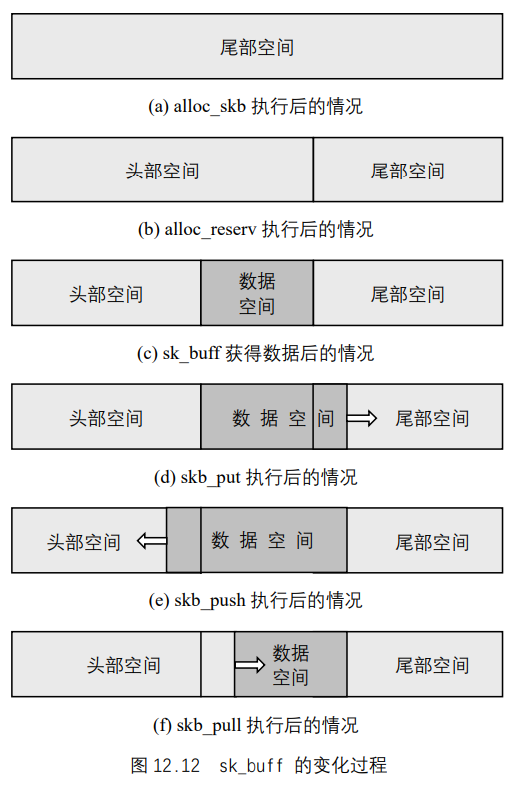 尾部空间
(a) alloc_skb 执行后的情况
头部空间 尾部空间
(b) alloc_reserv 执行后的情况
头部空间 数据 尾部空间
空间
(c) sk_buff 获得数据后的情况
头部空间 数 据 空 间 尾部空间
(d) skb_put 执行后的情况
头部空间 数 据 空 间 尾部空间
(e) skb_push 执行后的情况
头部空间 数据 尾部空间
空间
(f) skb_pull 执行后的情况
图 12.12 sk_buff 的变化过程